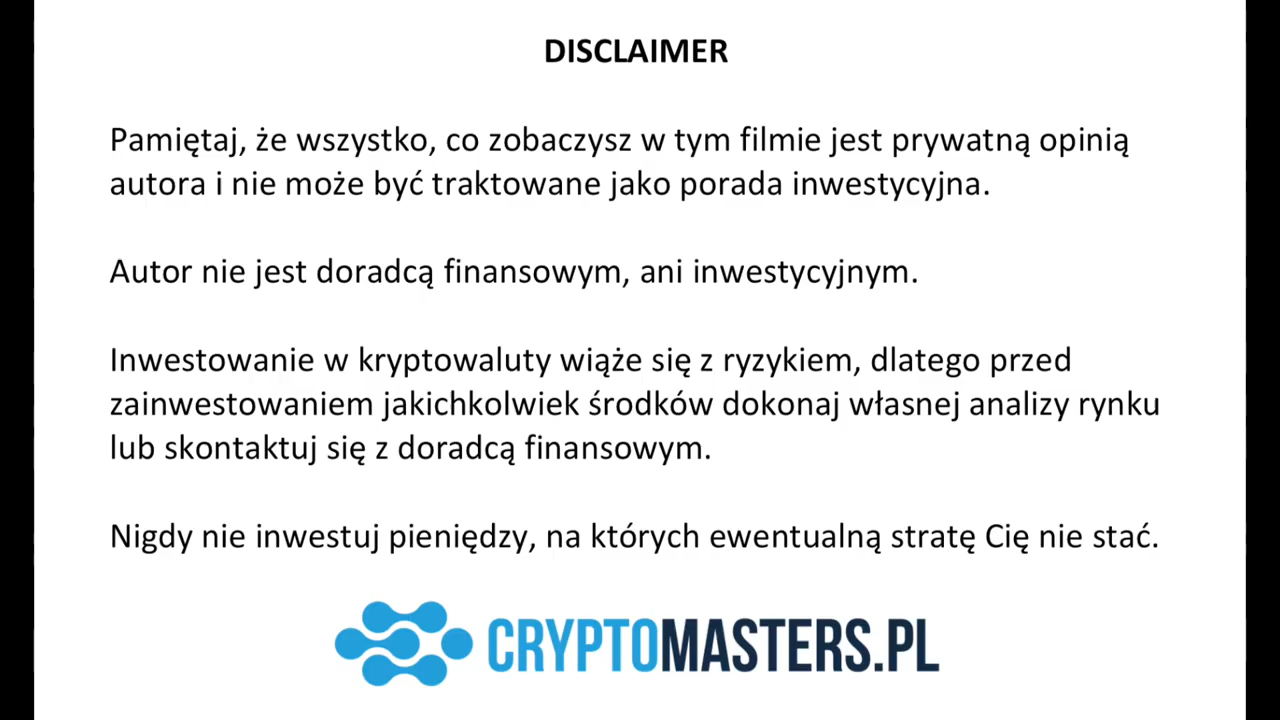 DISCLAIMER
Pamiętaj, że wszystko, co zobaczysz w tym filmie jest prywatną opinią
autora i nie może być traktowane jako porada inwestycyjna.
Autor nie jest doradcą finansowym, ani inwestycyjnym.
Inwestowanie w kryptowaluty wiąże się z ryzykiem, dlatego przed
zainwestowaniem jakichkolwiek środków dokonaj własnej analizy rynku
lub skontaktuj się z doradcą finansowym.
Nigdy nie inwestuj pieniędzy, na których ewentualną stratę Cię nie stać.
CRYPTOMASTERS.PL